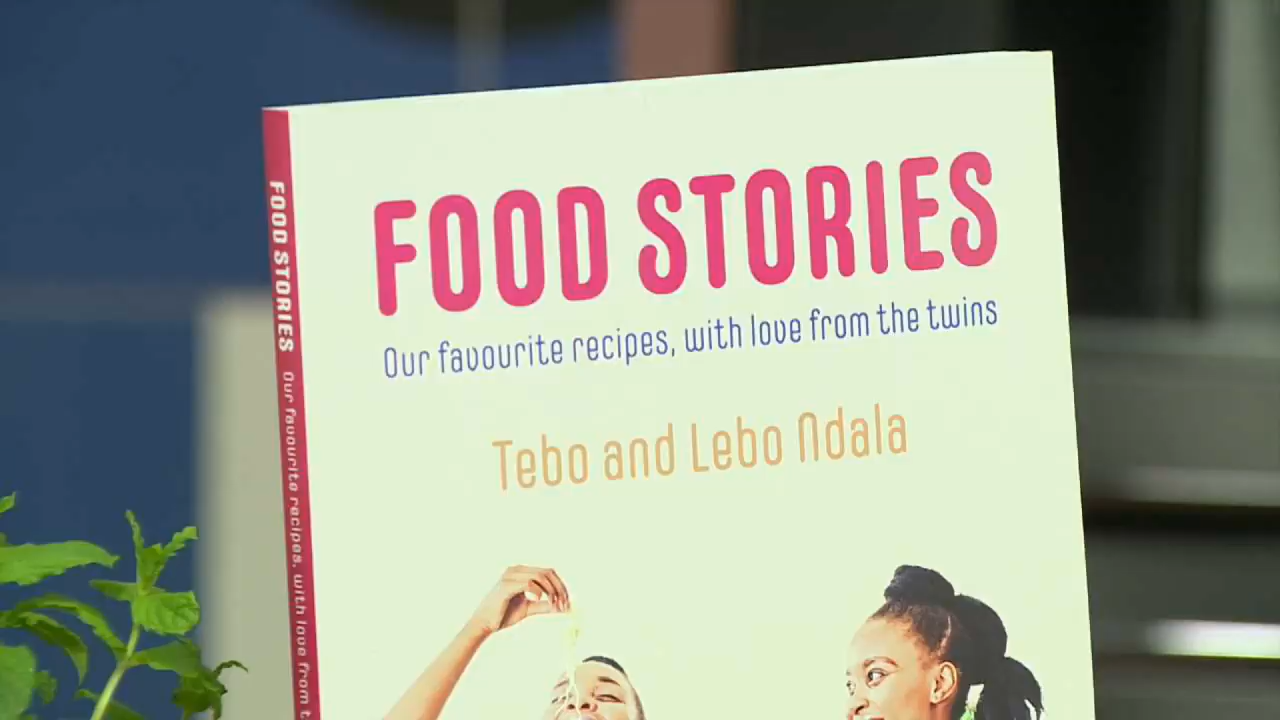 FOOD STORIES
Our favourite recipes, with love from the twins
Tebo and Lebo Ndala
FOOD STORIES Our favourite recipes, with love from